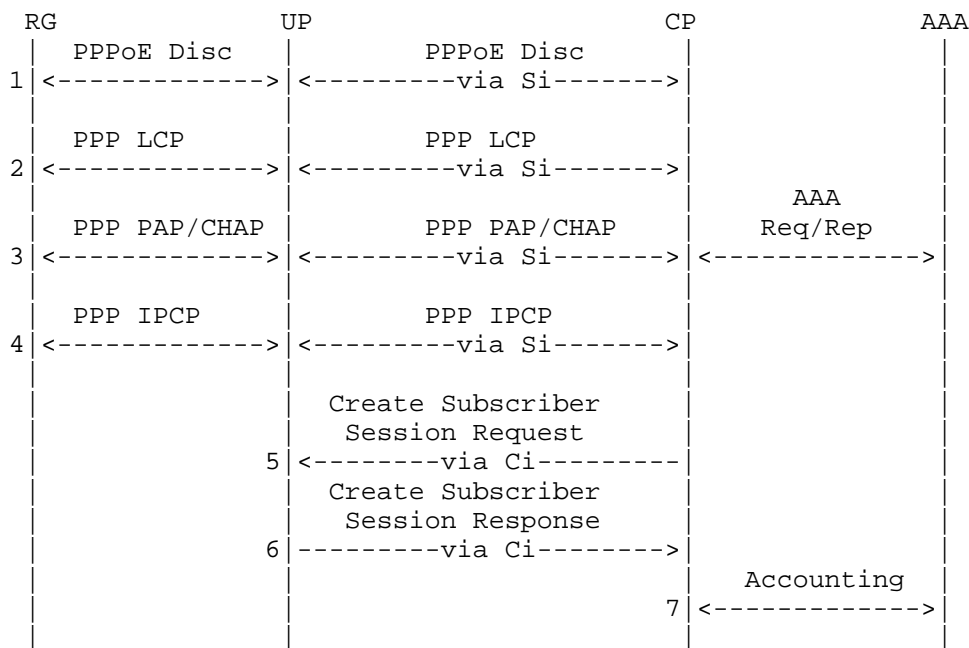 RG UP CP AAA
PPPoE Disc PPPoE Disc
1 via Si
PPP LCP PPP LCP
2 via Si
AAA
PPP PAP/CHAP PPP PAP/CHAP Req/Rep
3 via Si
PPP IPCP PPP IPCP
4 via Si
Create Subscriber
Session Request
5 via Ci
Create Subscriber
Session Response
6 via Ci
Accounting
7